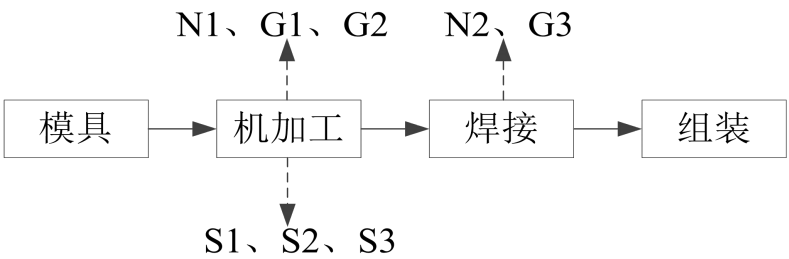 N1、G1、G2
N2、G3
模具
机加工
焊接
组装
S1、S2、S3